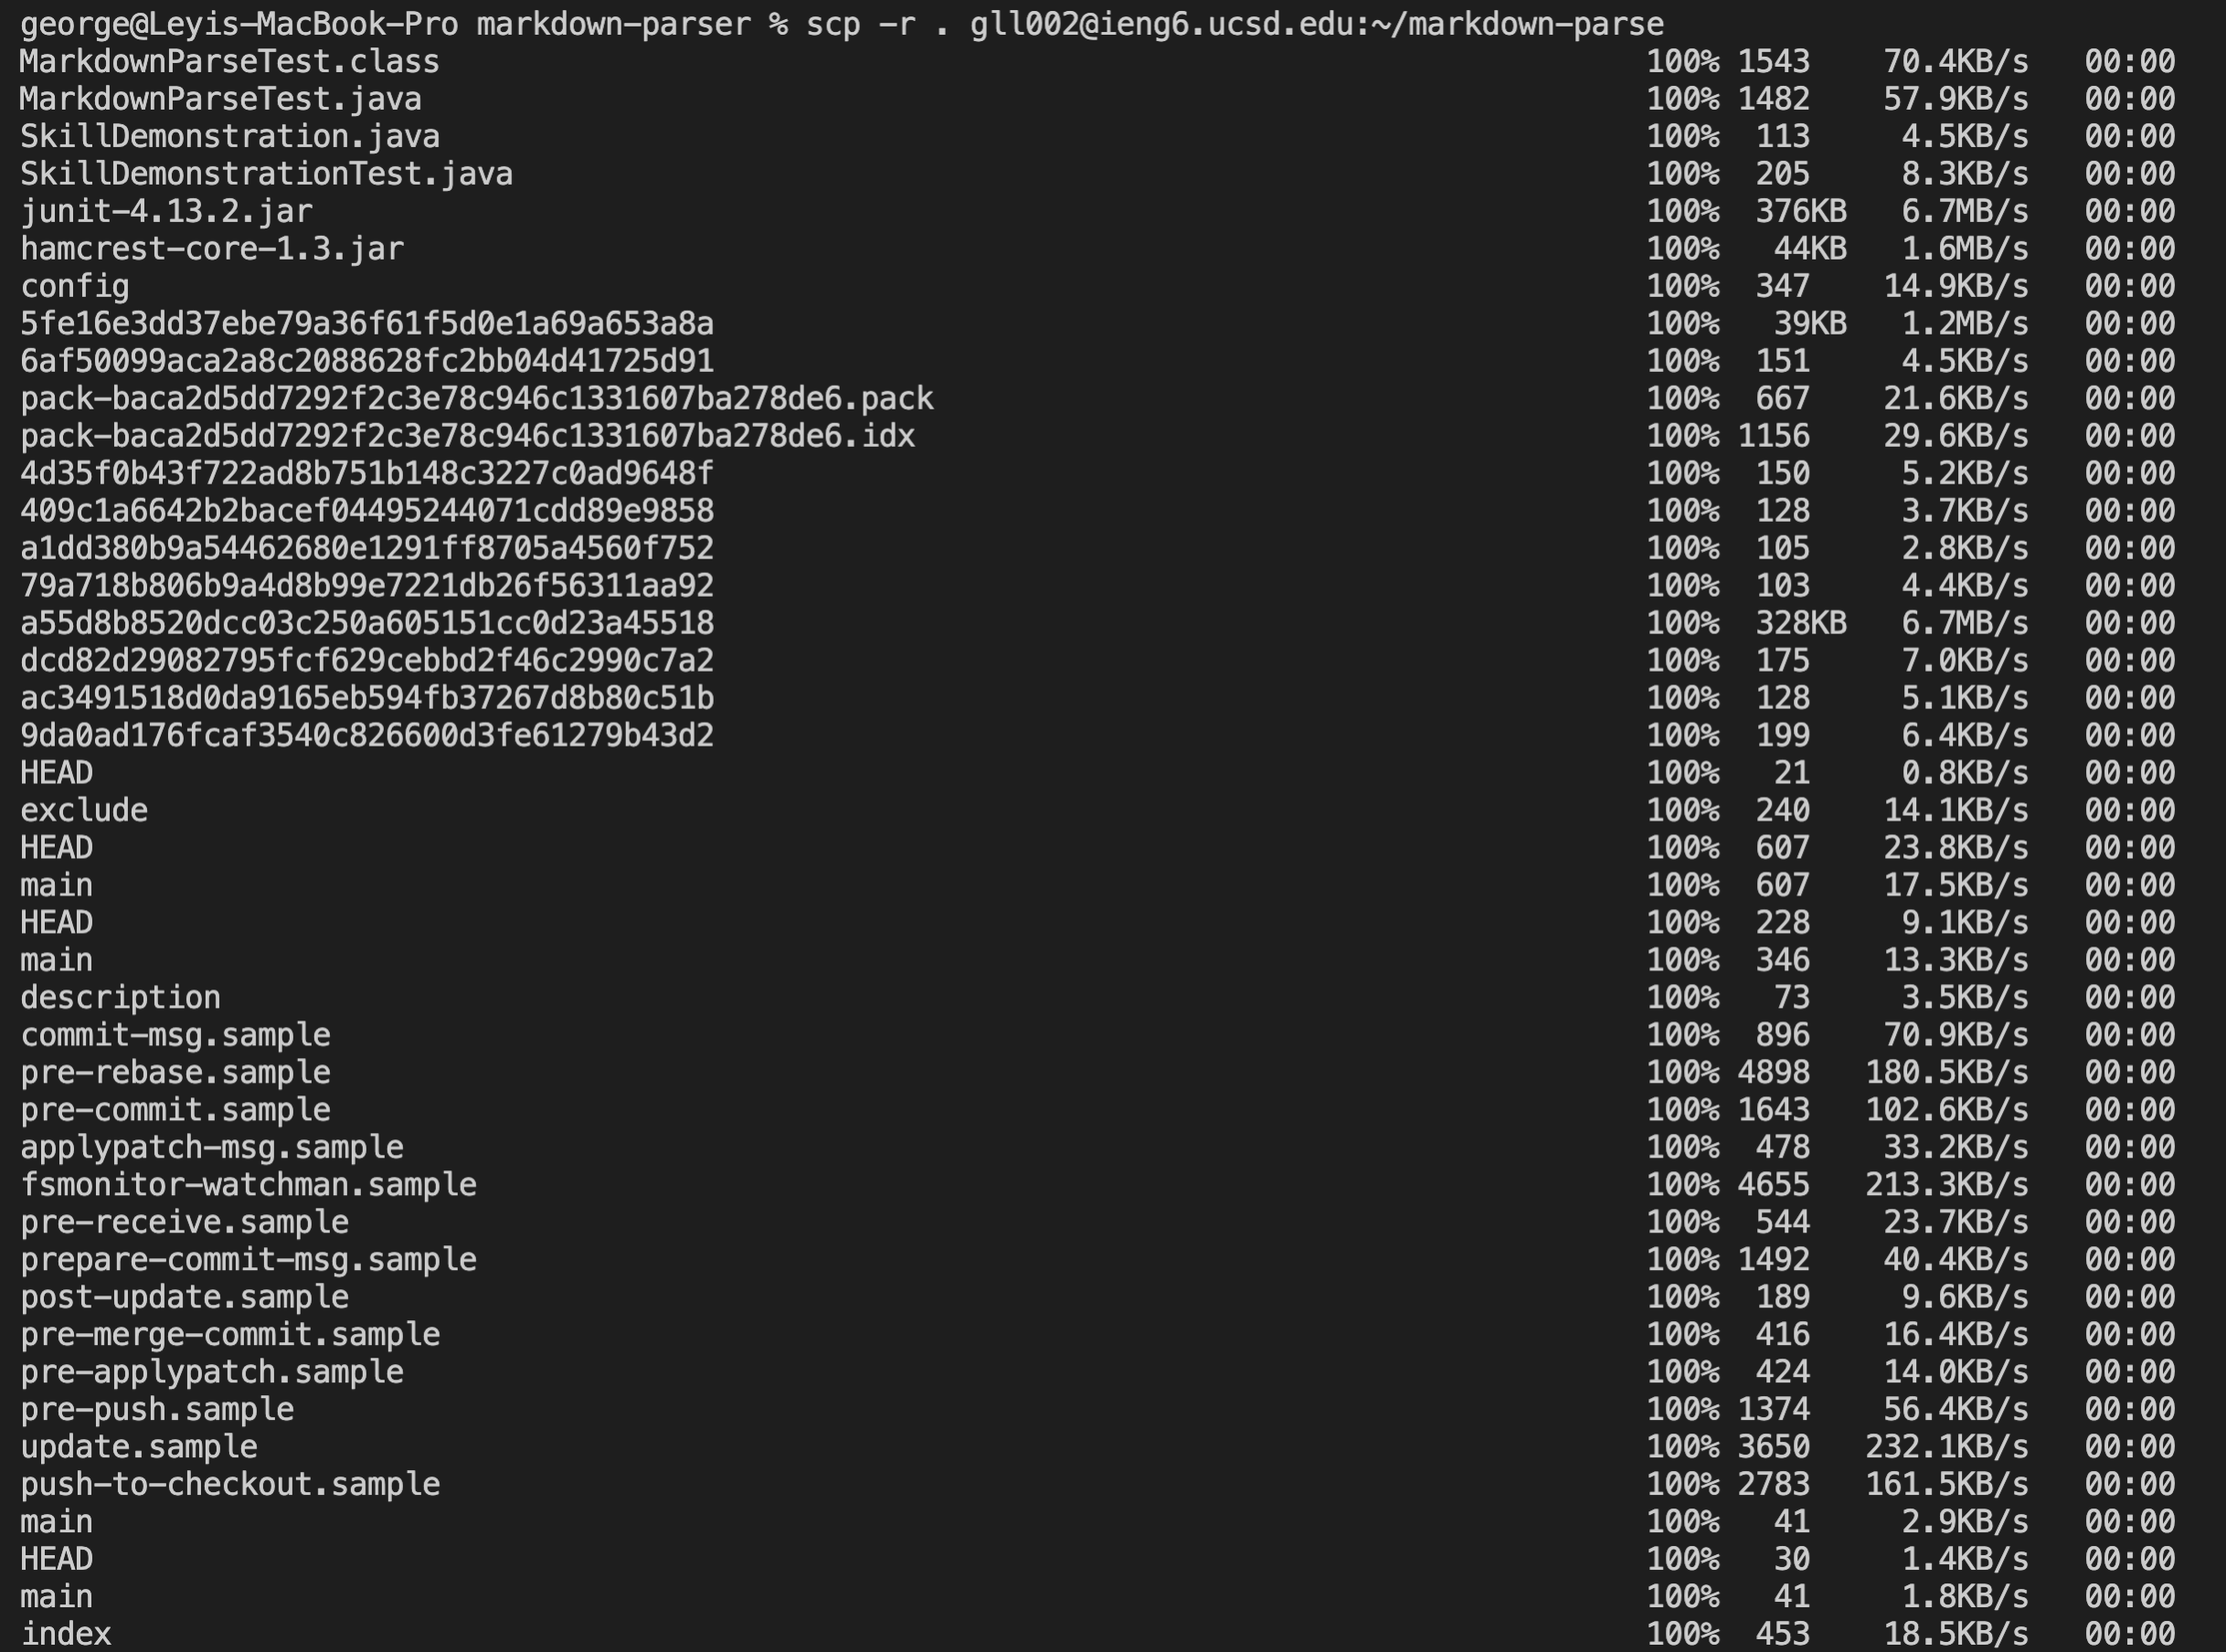 george@Leyis-MacBook-Pro markdown-parser % scp -r . gll002@ieng6.ucsd.edu:~/markdown-parse
MarkdownParseTest.class 100% 1543 70.4KB/s 00:00
MarkdownParseTest.java 100% 1482 57.9KB/s 00:00
SkillDemonstration.java 100% 113 4.5KB/s 00:00
SkillDemonstrationTest.java 100% 205 8.3KB/s 00:00
junit-4.13.2.jar 100% 376KB 6.7MB/s 00:00
hamcrest-core-1.3.jar 100% 44KB 1.6MB/s 00:00
config 100% 347 14.9KB/s 00:00
5fe16e3dd37ebe79a36f61f5d0e1a69a653a8a 100% 39KB 1.2MB/s 00:00
6af50099aca2a8c2088628fc2bb04d41725d91 100% 151 4.5KB/s 00:00
pack-baca2d5dd7292f2c3e78c946c1331607ba278de6.pack 100% 667 21.6KB/s 00:00
pack-baca2d5dd7292f2c3e78c946c1331607ba278de6.idx 100% 1156 29.6KB/s 00:00
4d35f0b43f722ad8b751b148c3227c0ad9648f 100% 150 5.2KB/s 00:00
409c1a6642b2bacef04495244071cdd89e9858 100% 128 3.7KB/s 00:00
a1dd380b9a54462680e1291ff8705a4560f752 100% 105 2.8KB/s 00:00
79a718b806b9a4d8b99e7221db26f56311aa92 100% 103 4.4KB/s 00:00
a55d8b8520dcc03c250a605151cc0d23a45518 100% 328KB 6.7MB/s 00:00
dcd82d29082795fcf629cebbd2f46c2990c7a2 100% 175 7.0KB/s 00:00
ac3491518d0da9165eb594fb37267d8b80c51b 100% 128 5.1KB/s 00:00
9da0ad176fcaf3540c826600d3fe61279b43d2 100% 199 6.4KB/s 00:00
HEAD 100% 21 0.8KB/s 00:00
exclude 100% 240 14.1KB/s 00:00
HEAD 100% 607 23.8KB/s 00:00
main 100% 607 17.5KB/s 00:00
HEAD 100% 228 9.1KB/s 00:00
main 100% 346 13.3KB/s 00:00
description 100% 73 3.5KB/s 00:00
commit-msg.sample 100% 896 70.9KB/s 00:00
pre-rebase.sample 100% 4898 180.5KB/s 00:00
pre-commit.sample 100% 1643 102.6KB/s 00:00
applypatch-msg.sample 100% 478 33.2KB/s 00:00
fsmonitor-watchman.sample 100% 4655 213.3KB/s 00:00
pre-receive.sample 100% 544 23.7KB/s 00:00
prepare-commit-msg.sample 100% 1492 40.4KB/s 00:00
post-update.sample 100% 189 9.6KB/s 00:00
pre-merge-commit.sample 100% 416 16.4KB/s 00:00
pre-applypatch.sample 100% 424 14.0KB/s 00:00
pre-push.sample 100% 1374 56.4KB/s 00:00
update.sample 100% 3650 232.1KB/s 00:00
push-to-checkout.sample 100% 2783 161.5KB/s 00:00
main 100% 41 2.9KB/s 00:00
HEAD 100% 30 1.4KB/s 00:00
main 100% 41 1.8KB/s 00:00
index 100% 453 18.5KB/s 00:00